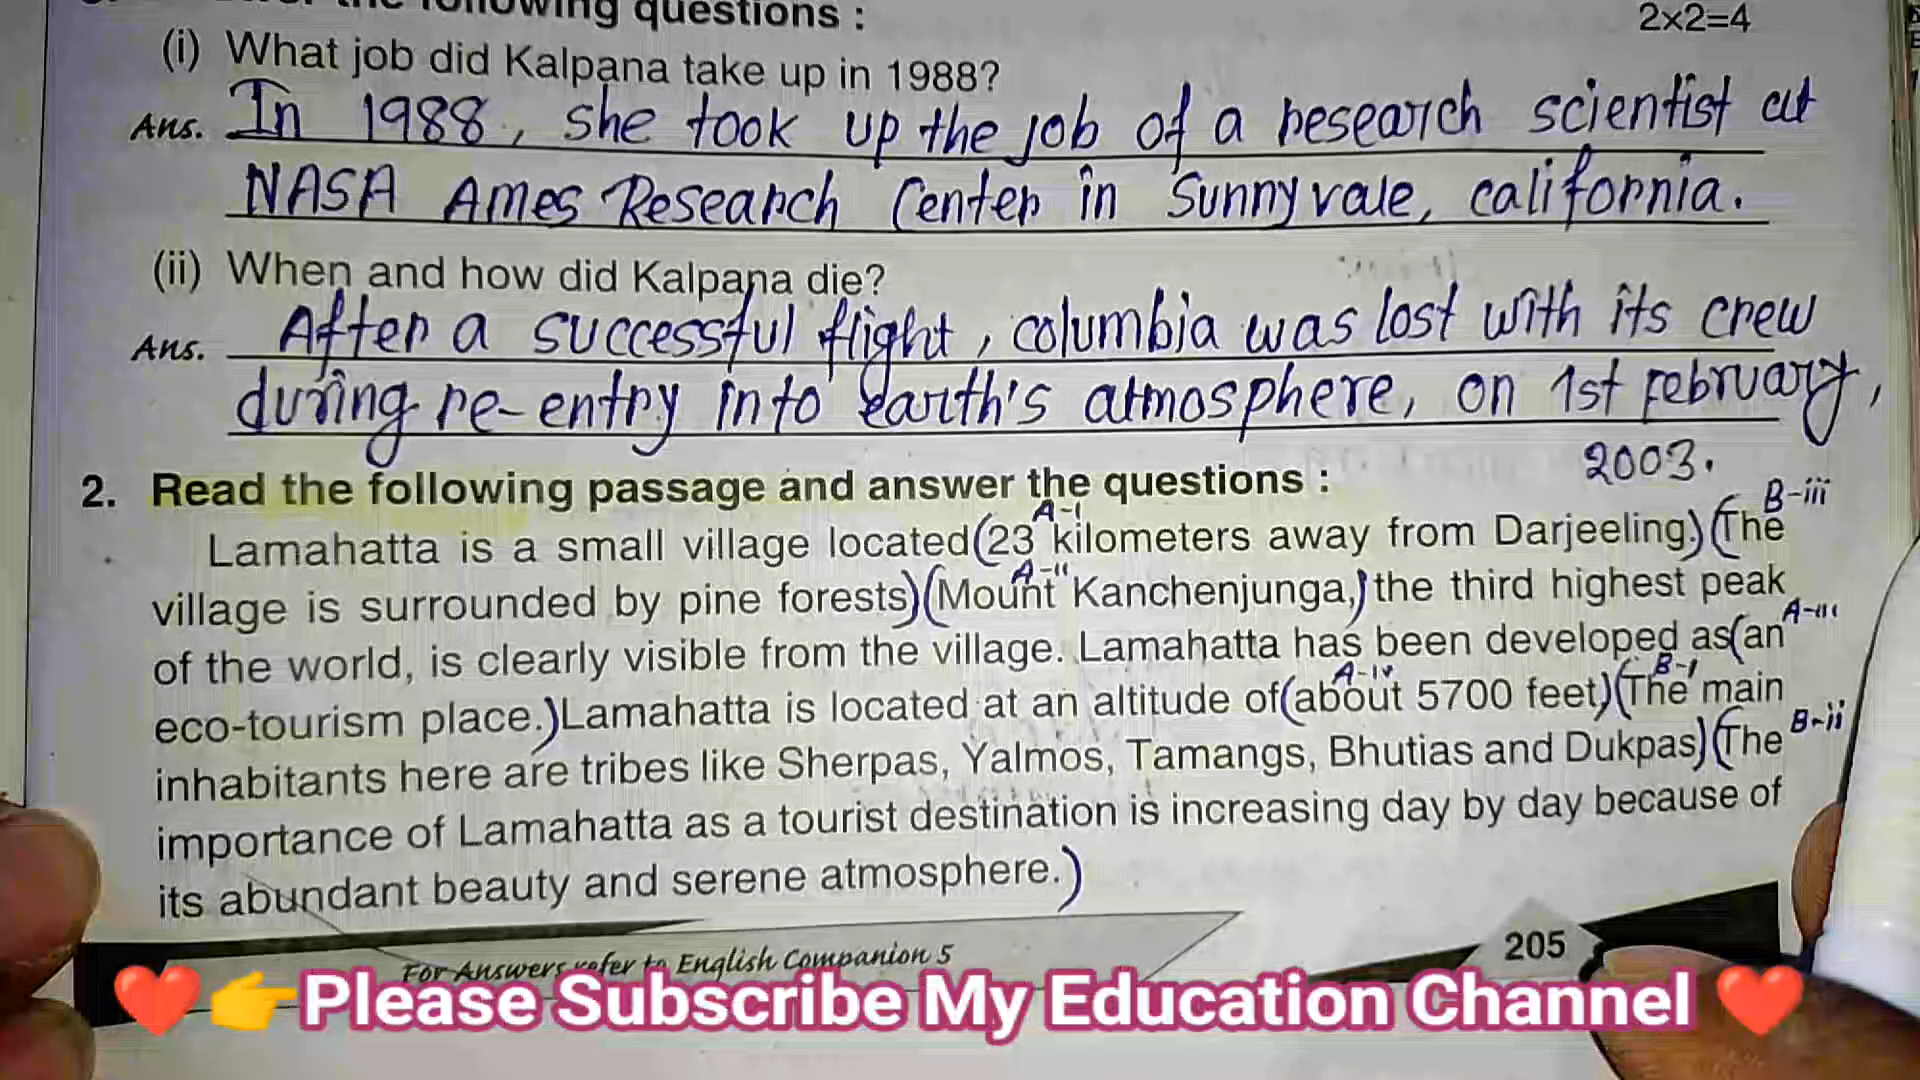 the following questions : 2×2=4
(i) What job did Kalpana take up in 1988?
Ans. In 1988, she took up the job of a research scientist at
NASA Ames Research Center in Sunnyvale, california.
(ii) When and how did Kalpana die?
Ans. After a successful flight, columbia was lost with its crew
during re-entry into earth's atmosphere, on 1st February,
2003.
2. Read the following passage and answer the questions :
A-1 B-iii
Lamahatta is a small village located (23 kilometers away from Darjeeling.) (The
A-11
village is surrounded by pine forests) (Mount Kanchenjunga,) the third highest peak
A-111
of the world, is clearly visible from the village. Lamahatta has been developed as (an
A-1v B-1
eco-tourism place.) Lamahatta is located at an altitude of (about 5700 feet) (The main
B-ii
inhabitants here are tribes like Sherpas, Yalmos, Tamangs, Bhutias and Dukpas) (The
importance of Lamahatta as a tourist destination is increasing day by day because of
its abundant beauty and serene atmosphere.)
For Answers refer to English Companion 5
205
Please Subscribe My Education Channel